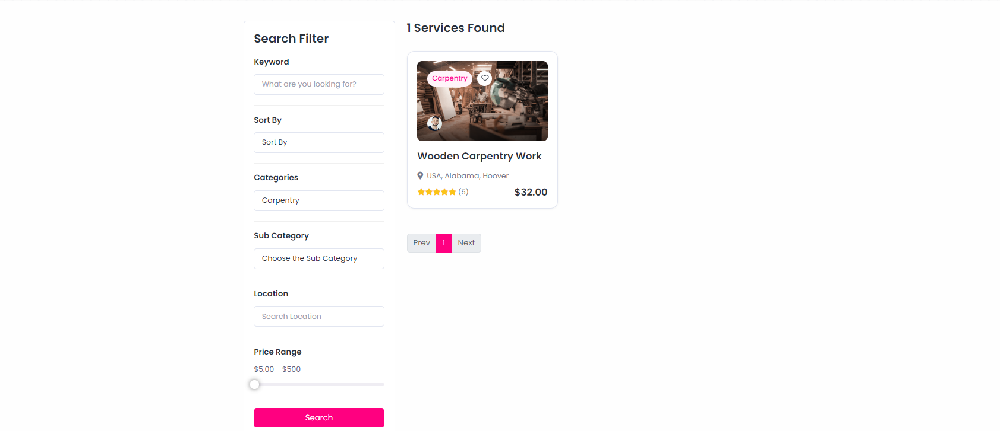 Search Filter
Keyword
What are you looking for?
Sort By
Sort By
Categories
Carpentry
Sub Category
Choose the Sub Category
Location
Search Location
Price Range
$5.00 - $500
Search
1 Services Found
Carpentry
Wooden Carpentry Work
USA, Alabama, Hoover
(5) $32.00
Prev 1 Next